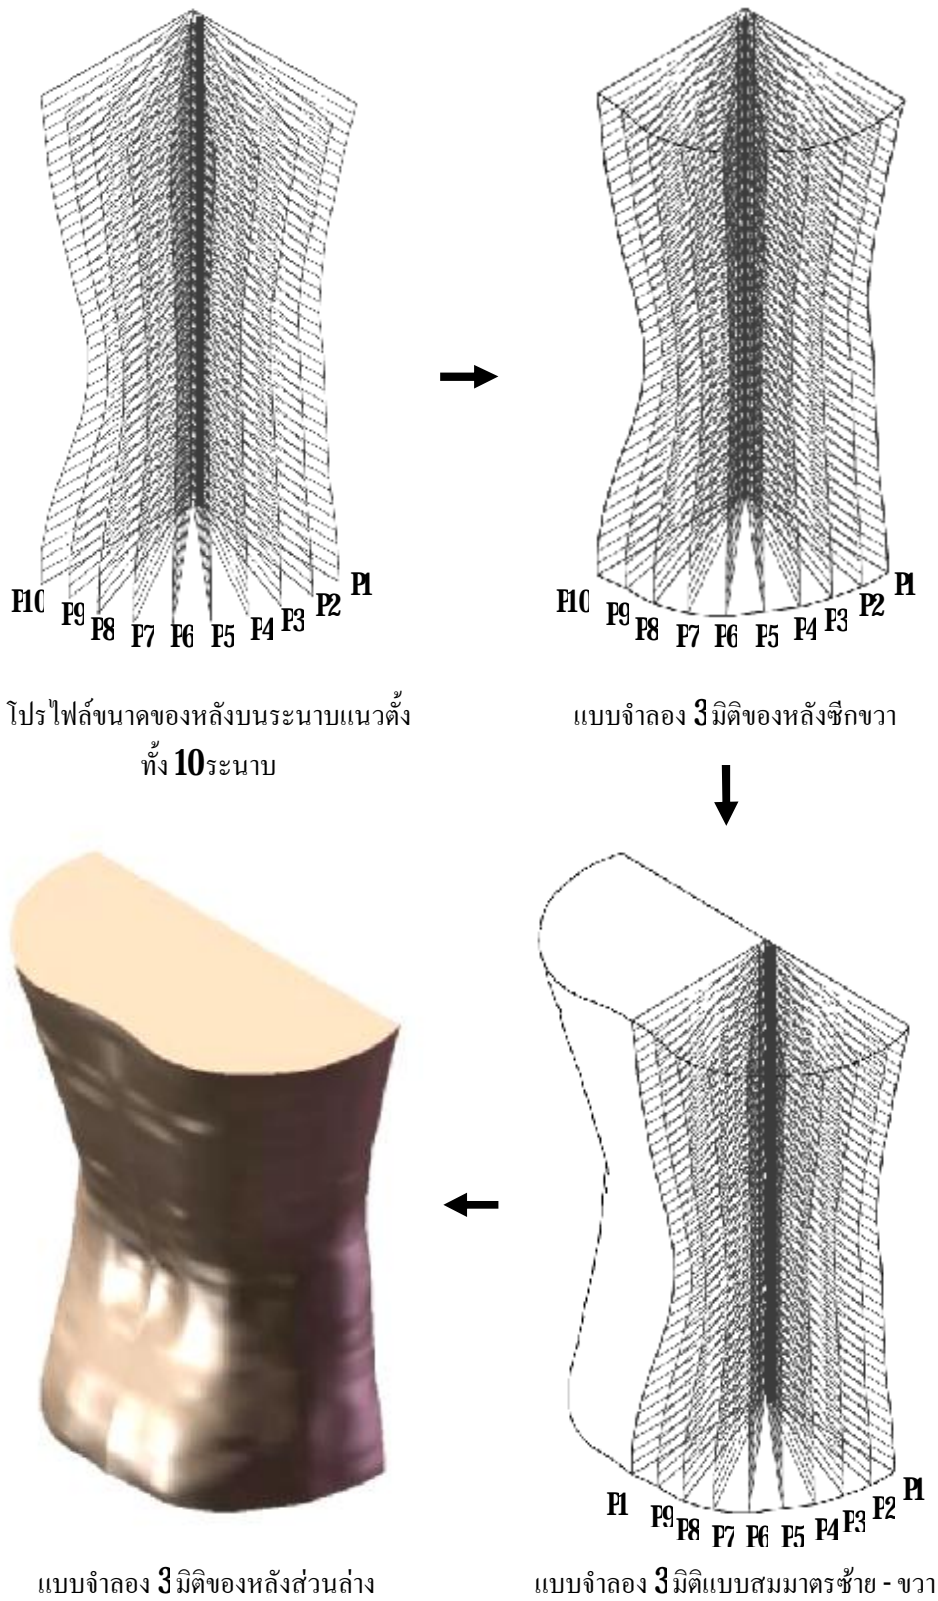 P10 P9 P8 P7 P6 P5 P4 P3 P2 P1
P10 P9 P8 P7 P6 P5 P4 P3 P2 P1
โปรไฟล์ขนาดของหลังบนระนาบแนวตั้ง
ทั้ง 10 ระนาบ
แบบจำลอง 3 มิติของหลังซีกขวา
P1 P9 P8 P7 P6 P5 P4 P3 P2 P1
แบบจำลอง 3 มิติของหลังส่วนล่าง
แบบจำลอง 3 มิติแบบสมมาตรซ้าย - ขวา